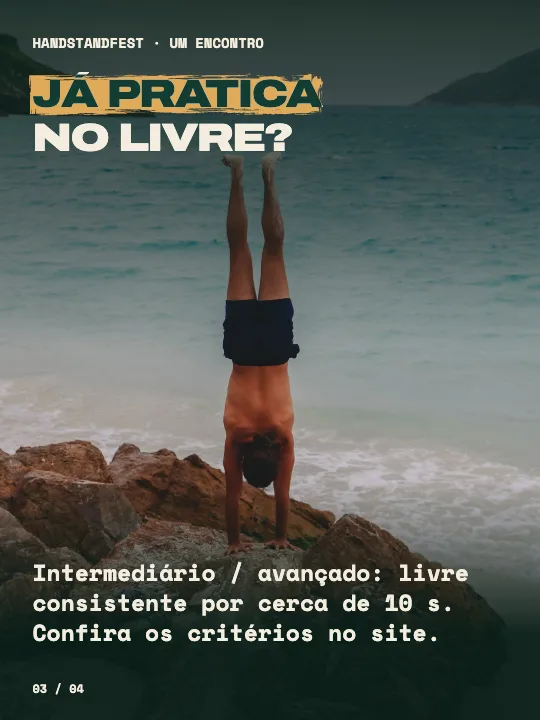 HANDSTANDFEST · UM ENCONTRO
JÁ PRATICA
NO LIVRE?
Intermediário / avançado: livre
consistente por cerca de 10 s.
Confira os critérios no site.
03 / 04